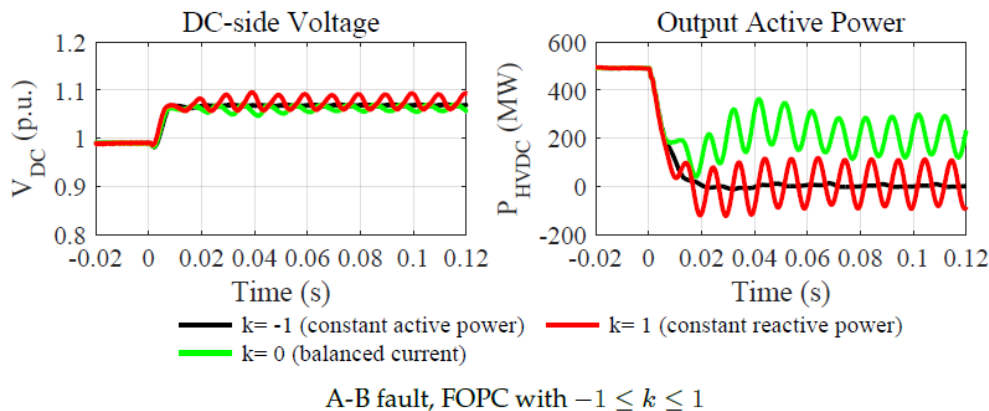 DC-side Voltage
1.2
1.1
1
0.9
0.8
V_DC (p.u.)
-0.02 0 0.02 0.04 0.06 0.08 0.1 0.12
Time (s)
Output Active Power
600
400
200
0
-200
P_HVDC (MW)
-0.02 0 0.02 0.04 0.06 0.08 0.1 0.12
Time (s)
k= -1 (constant active power)
k= 1 (constant reactive power)
k= 0 (balanced current)
A-B fault, FOPC with −1 ≤ k ≤ 1